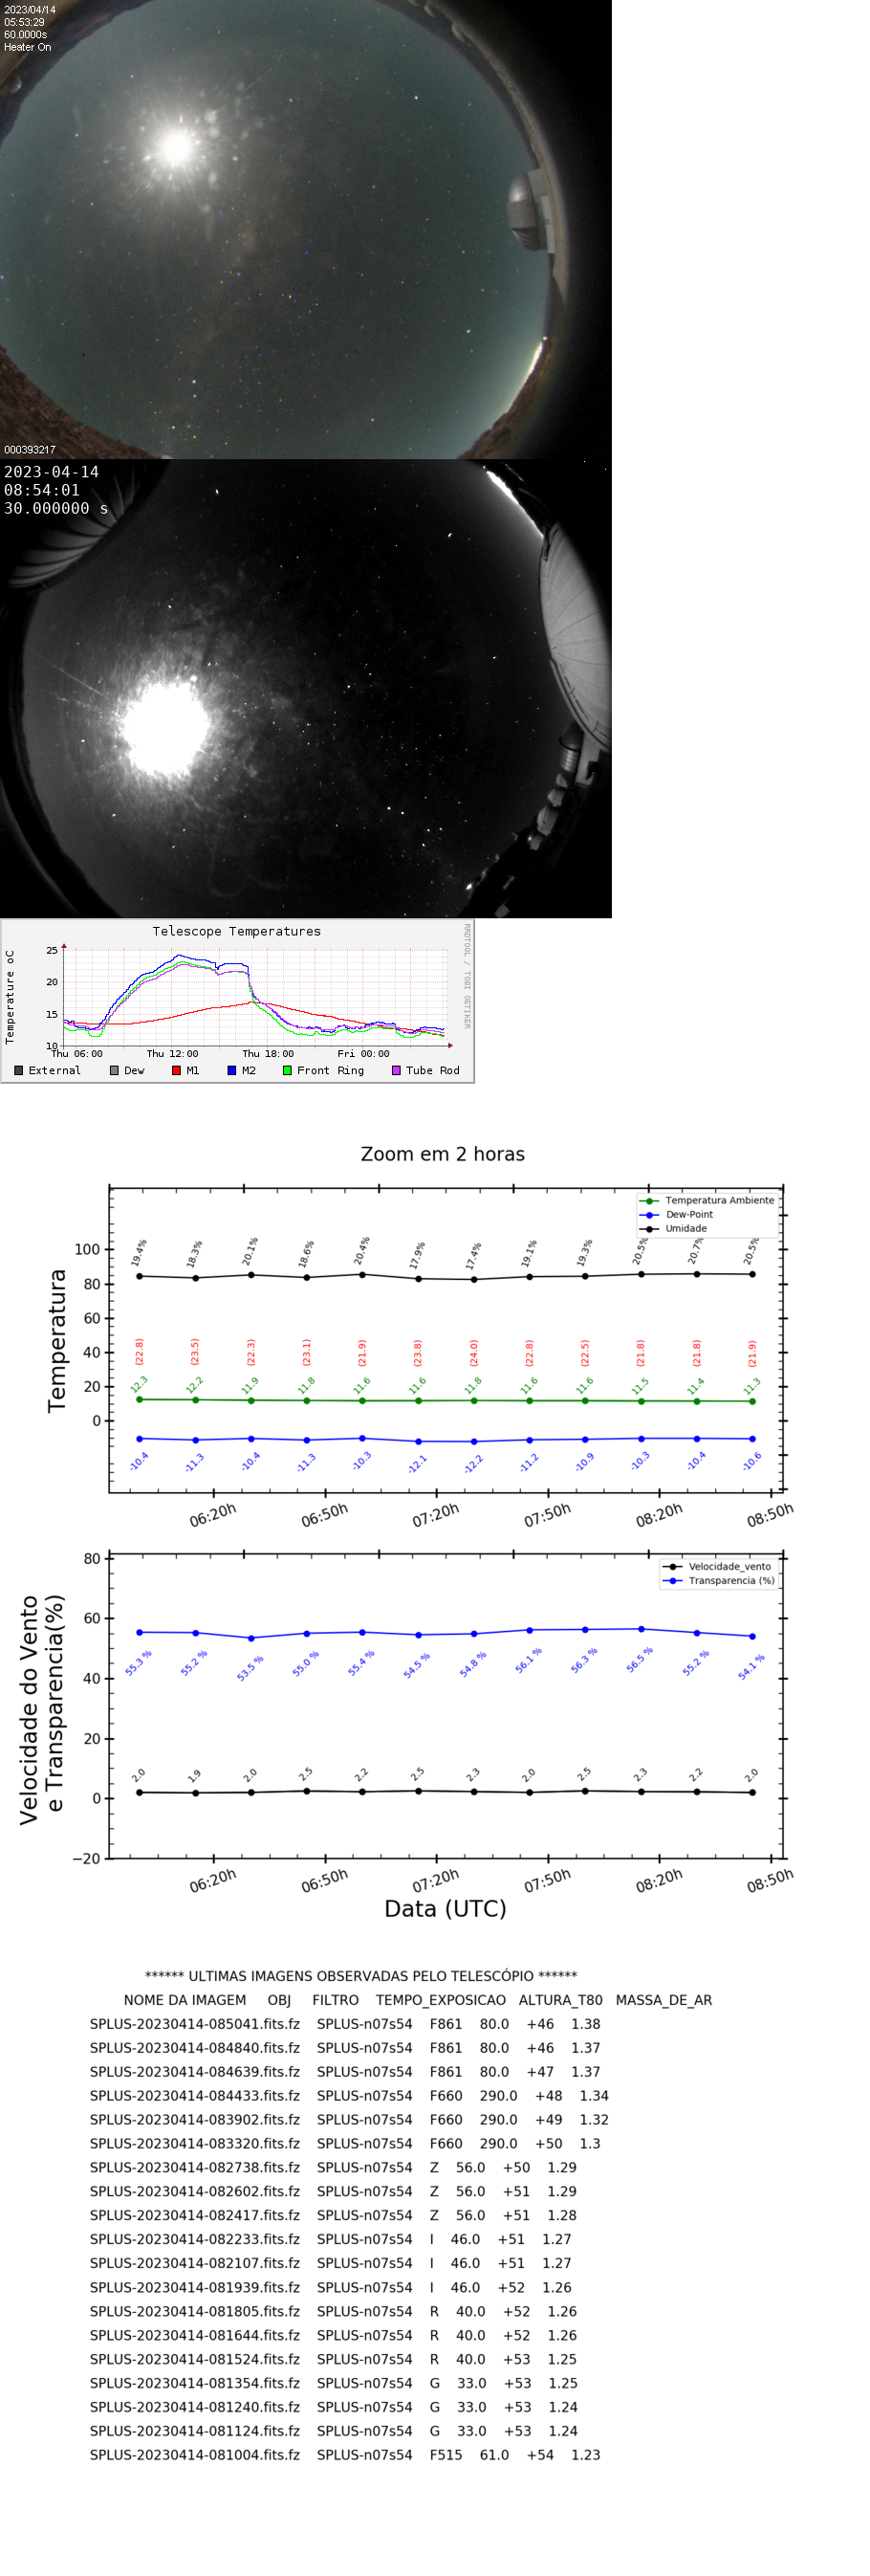 2023/04/14
05:53:29
60.0000s
Heater On
000393217
2023-04-14
08:54:01
30.000000 s
Telescope Temperatures
RRDTOOL / TOBI OETIKER
Temperature oC
25
20
15
10
Thu 06:00 Thu 12:00 Thu 18:00 Fri 00:00
External Dew M1 M2 Front Ring Tube Rod
Zoom em 2 horas
Temperatura Ambiente
Dew-Point
Umidade
Temperatura
100
80
60
40
20
0
19.4% 18.3% 20.1% 18.6% 20.4% 17.9% 17.4% 19.1% 19.3% 20.5% 20.7% 20.5%
(22.8) (23.5) (22.3) (23.1) (21.9) (23.8) (24.0) (22.8) (22.5) (21.8) (21.8) (21.9)
12.3 12.2 11.9 11.8 11.6 11.6 11.8 11.6 11.6 11.5 11.4 11.3
-10.4 -11.3 -10.4 -11.3 -10.3 -12.1 -12.2 -11.2 -10.9 -10.3 -10.4 -10.6
06:20h 06:50h 07:20h 07:50h 08:20h 08:50h
Velocidade_vento
Transparencia (%)
Velocidade do Vento
e Transparencia(%)
80
60
40
20
0
−20
55.3 % 55.2 % 53.5 % 55.0 % 55.4 % 54.5 % 54.8 % 56.1 % 56.3 % 56.5 % 55.2 % 54.1 %
2.0 1.9 2.0 2.5 2.2 2.5 2.3 2.0 2.5 2.3 2.2 2.0
06:20h 06:50h 07:20h 07:50h 08:20h 08:50h
Data (UTC)
****** ULTIMAS IMAGENS OBSERVADAS PELO TELESCÓPIO ******
NOME DA IMAGEM OBJ FILTRO TEMPO_EXPOSICAO ALTURA_T80 MASSA_DE_AR
SPLUS-20230414-085041.fits.fz SPLUS-n07s54 F861 80.0 +46 1.38
SPLUS-20230414-084840.fits.fz SPLUS-n07s54 F861 80.0 +46 1.37
SPLUS-20230414-084639.fits.fz SPLUS-n07s54 F861 80.0 +47 1.37
SPLUS-20230414-084433.fits.fz SPLUS-n07s54 F660 290.0 +48 1.34
SPLUS-20230414-083902.fits.fz SPLUS-n07s54 F660 290.0 +49 1.32
SPLUS-20230414-083320.fits.fz SPLUS-n07s54 F660 290.0 +50 1.3
SPLUS-20230414-082738.fits.fz SPLUS-n07s54 Z 56.0 +50 1.29
SPLUS-20230414-082602.fits.fz SPLUS-n07s54 Z 56.0 +51 1.29
SPLUS-20230414-082417.fits.fz SPLUS-n07s54 Z 56.0 +51 1.28
SPLUS-20230414-082233.fits.fz SPLUS-n07s54 I 46.0 +51 1.27
SPLUS-20230414-082107.fits.fz SPLUS-n07s54 I 46.0 +51 1.27
SPLUS-20230414-081939.fits.fz SPLUS-n07s54 I 46.0 +52 1.26
SPLUS-20230414-081805.fits.fz SPLUS-n07s54 R 40.0 +52 1.26
SPLUS-20230414-081644.fits.fz SPLUS-n07s54 R 40.0 +52 1.26
SPLUS-20230414-081524.fits.fz SPLUS-n07s54 R 40.0 +53 1.25
SPLUS-20230414-081354.fits.fz SPLUS-n07s54 G 33.0 +53 1.25
SPLUS-20230414-081240.fits.fz SPLUS-n07s54 G 33.0 +53 1.24
SPLUS-20230414-081124.fits.fz SPLUS-n07s54 G 33.0 +53 1.24
SPLUS-20230414-081004.fits.fz SPLUS-n07s54 F515 61.0 +54 1.23